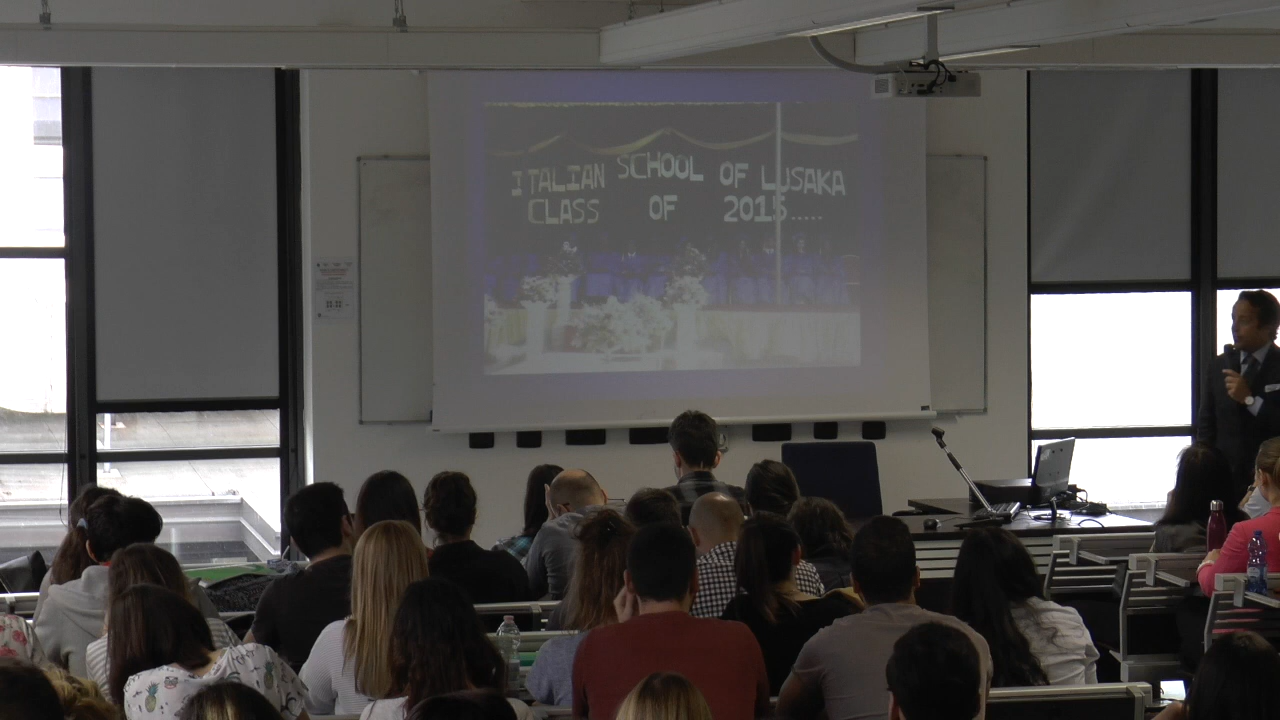 ITALIAN SCHOOL OF LUSAKA
CLASS OF 2015.....